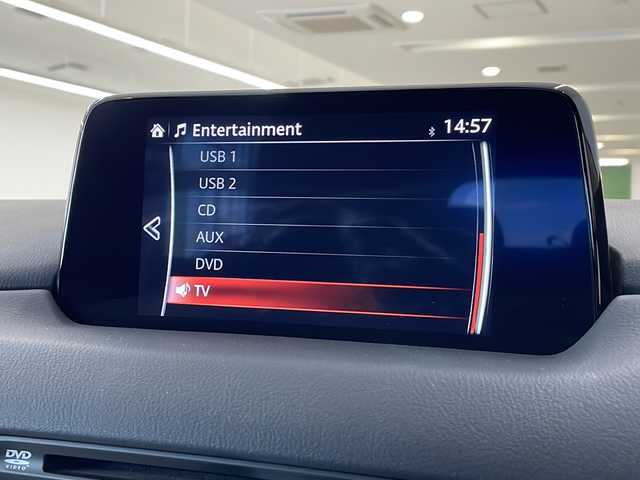 Entertainment 14:57
USB 1
USB 2
CD
AUX
DVD
TV
DVD
VIDEO